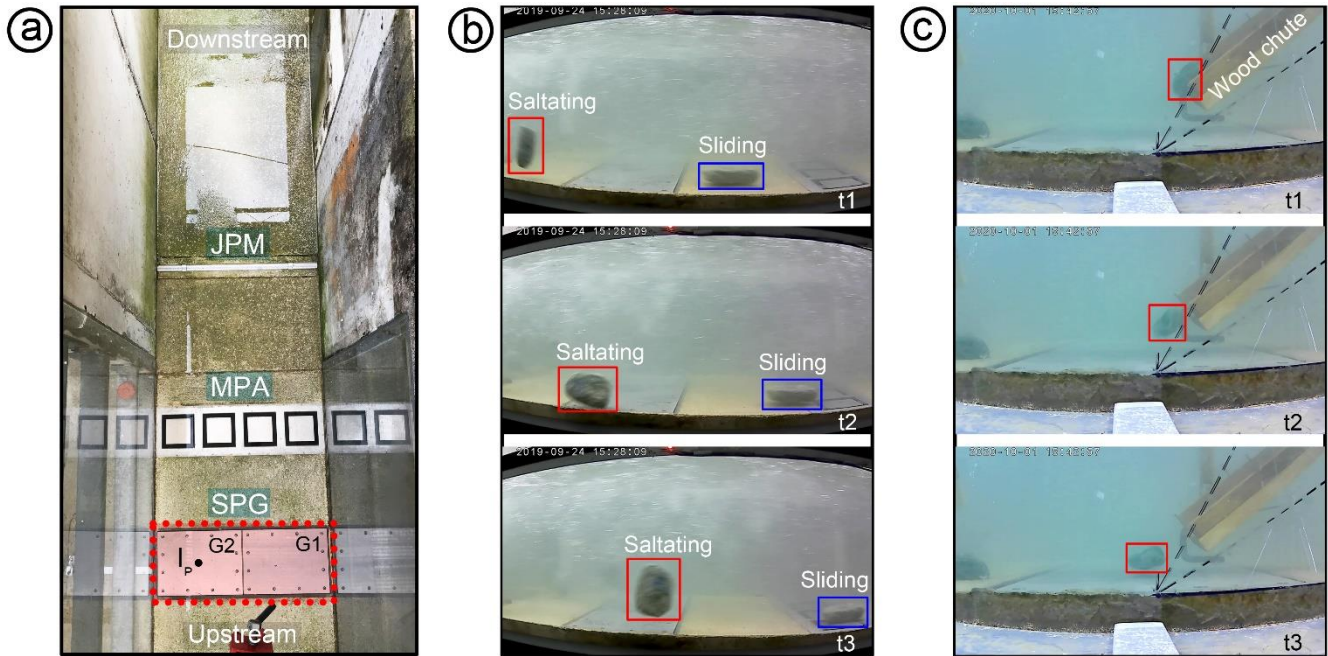 a
Downstream
JPM
MPA
SPG
G2
G1
Ip
Upstream
b
2019-09-24 15:28:09
Saltating
Sliding
t1
2019-09-24 15:28:09
Saltating
Sliding
t2
2019-09-24 15:28:09
Saltating
Sliding
t3
c
Wood chute
t1
t2
t3